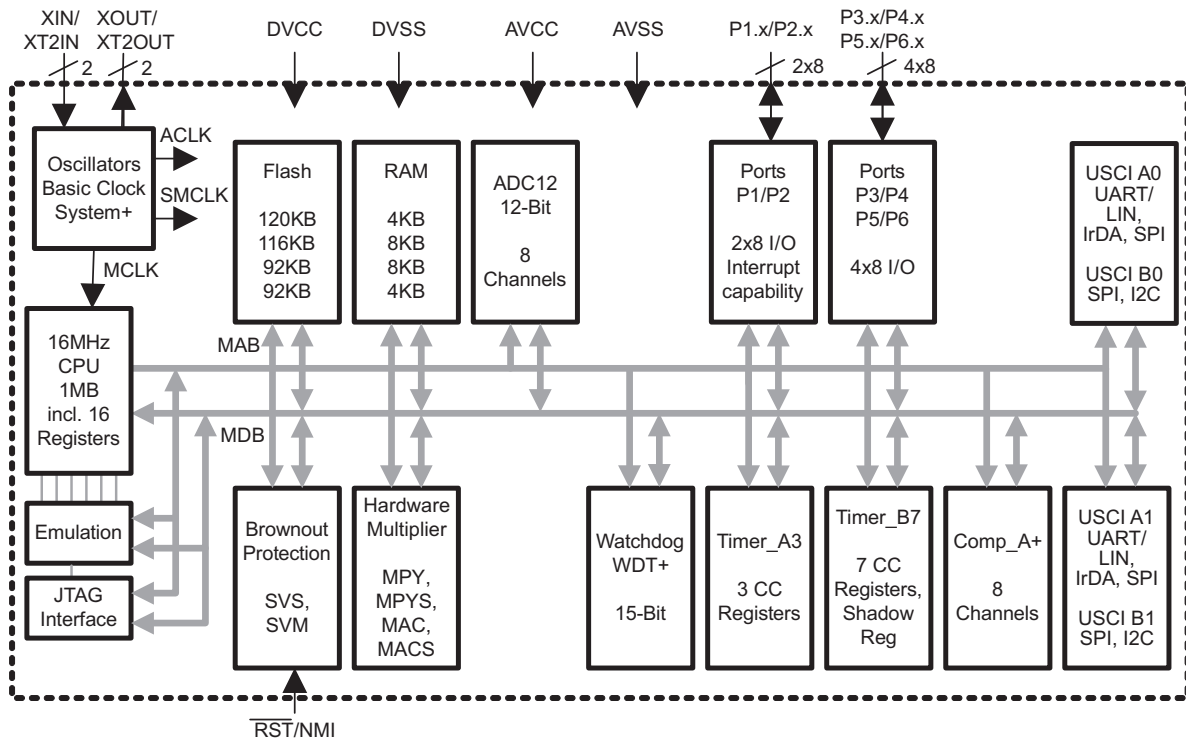 XIN/
XT2IN
XOUT/
XT2OUT
DVCC
DVSS
AVCC
AVSS
P1.x/P2.x
P3.x/P4.x
P5.x/P6.x
2
2
2x8
4x8
Oscillators
Basic Clock
System+
ACLK
SMCLK
MCLK
Flash
120KB
116KB
92KB
92KB
RAM
4KB
8KB
8KB
4KB
ADC12
12-Bit
8
Channels
Ports
P1/P2
2x8 I/O
Interrupt
capability
Ports
P3/P4
P5/P6
4x8 I/O
USCI A0
UART/
LIN,
IrDA, SPI
USCI B0
SPI, I2C
16MHz
CPU
1MB
incl. 16
Registers
MAB
MDB
Emulation
JTAG
Interface
Brownout
Protection
SVS,
SVM
Hardware
Multiplier
MPY,
MPYS,
MAC,
MACS
Watchdog
WDT+
15-Bit
Timer_A3
3 CC
Registers
Timer_B7
7 CC
Registers,
Shadow
Reg
Comp_A+
8
Channels
USCI A1
UART/
LIN,
IrDA, SPI
USCI B1
SPI, I2C
RST/NMI